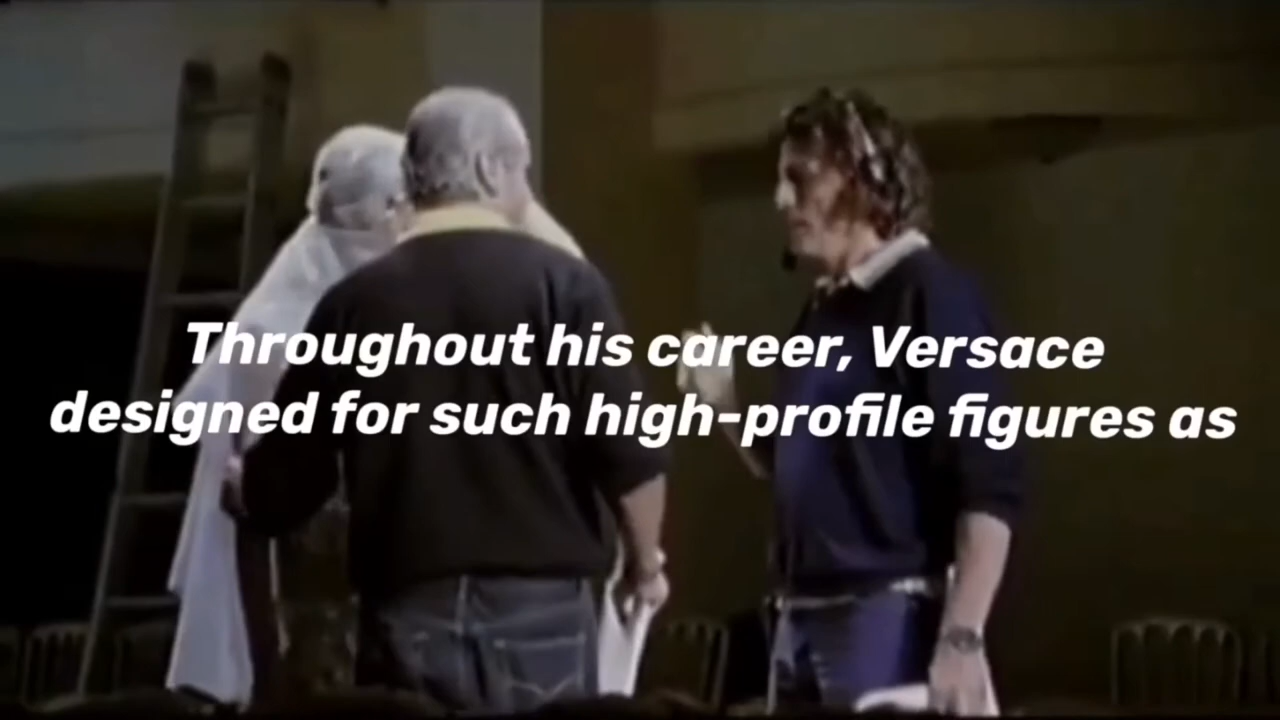 Throughout his career, Versace
designed for such high-profile figures as